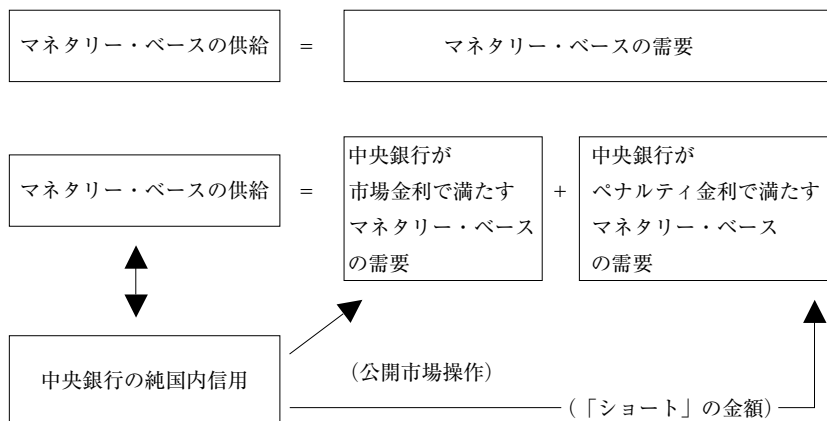 マネタリー・ベースの供給 = マネタリー・ベースの需要
マネタリー・ベースの供給 =
中央銀行が
市場金利で満たす
マネタリー・ベース
の需要
+
中央銀行が
ペナルティ金利で満たす
マネタリー・ベース
の需要
中央銀行の純国内信用
（公開市場操作）
（「ショート」の金額）